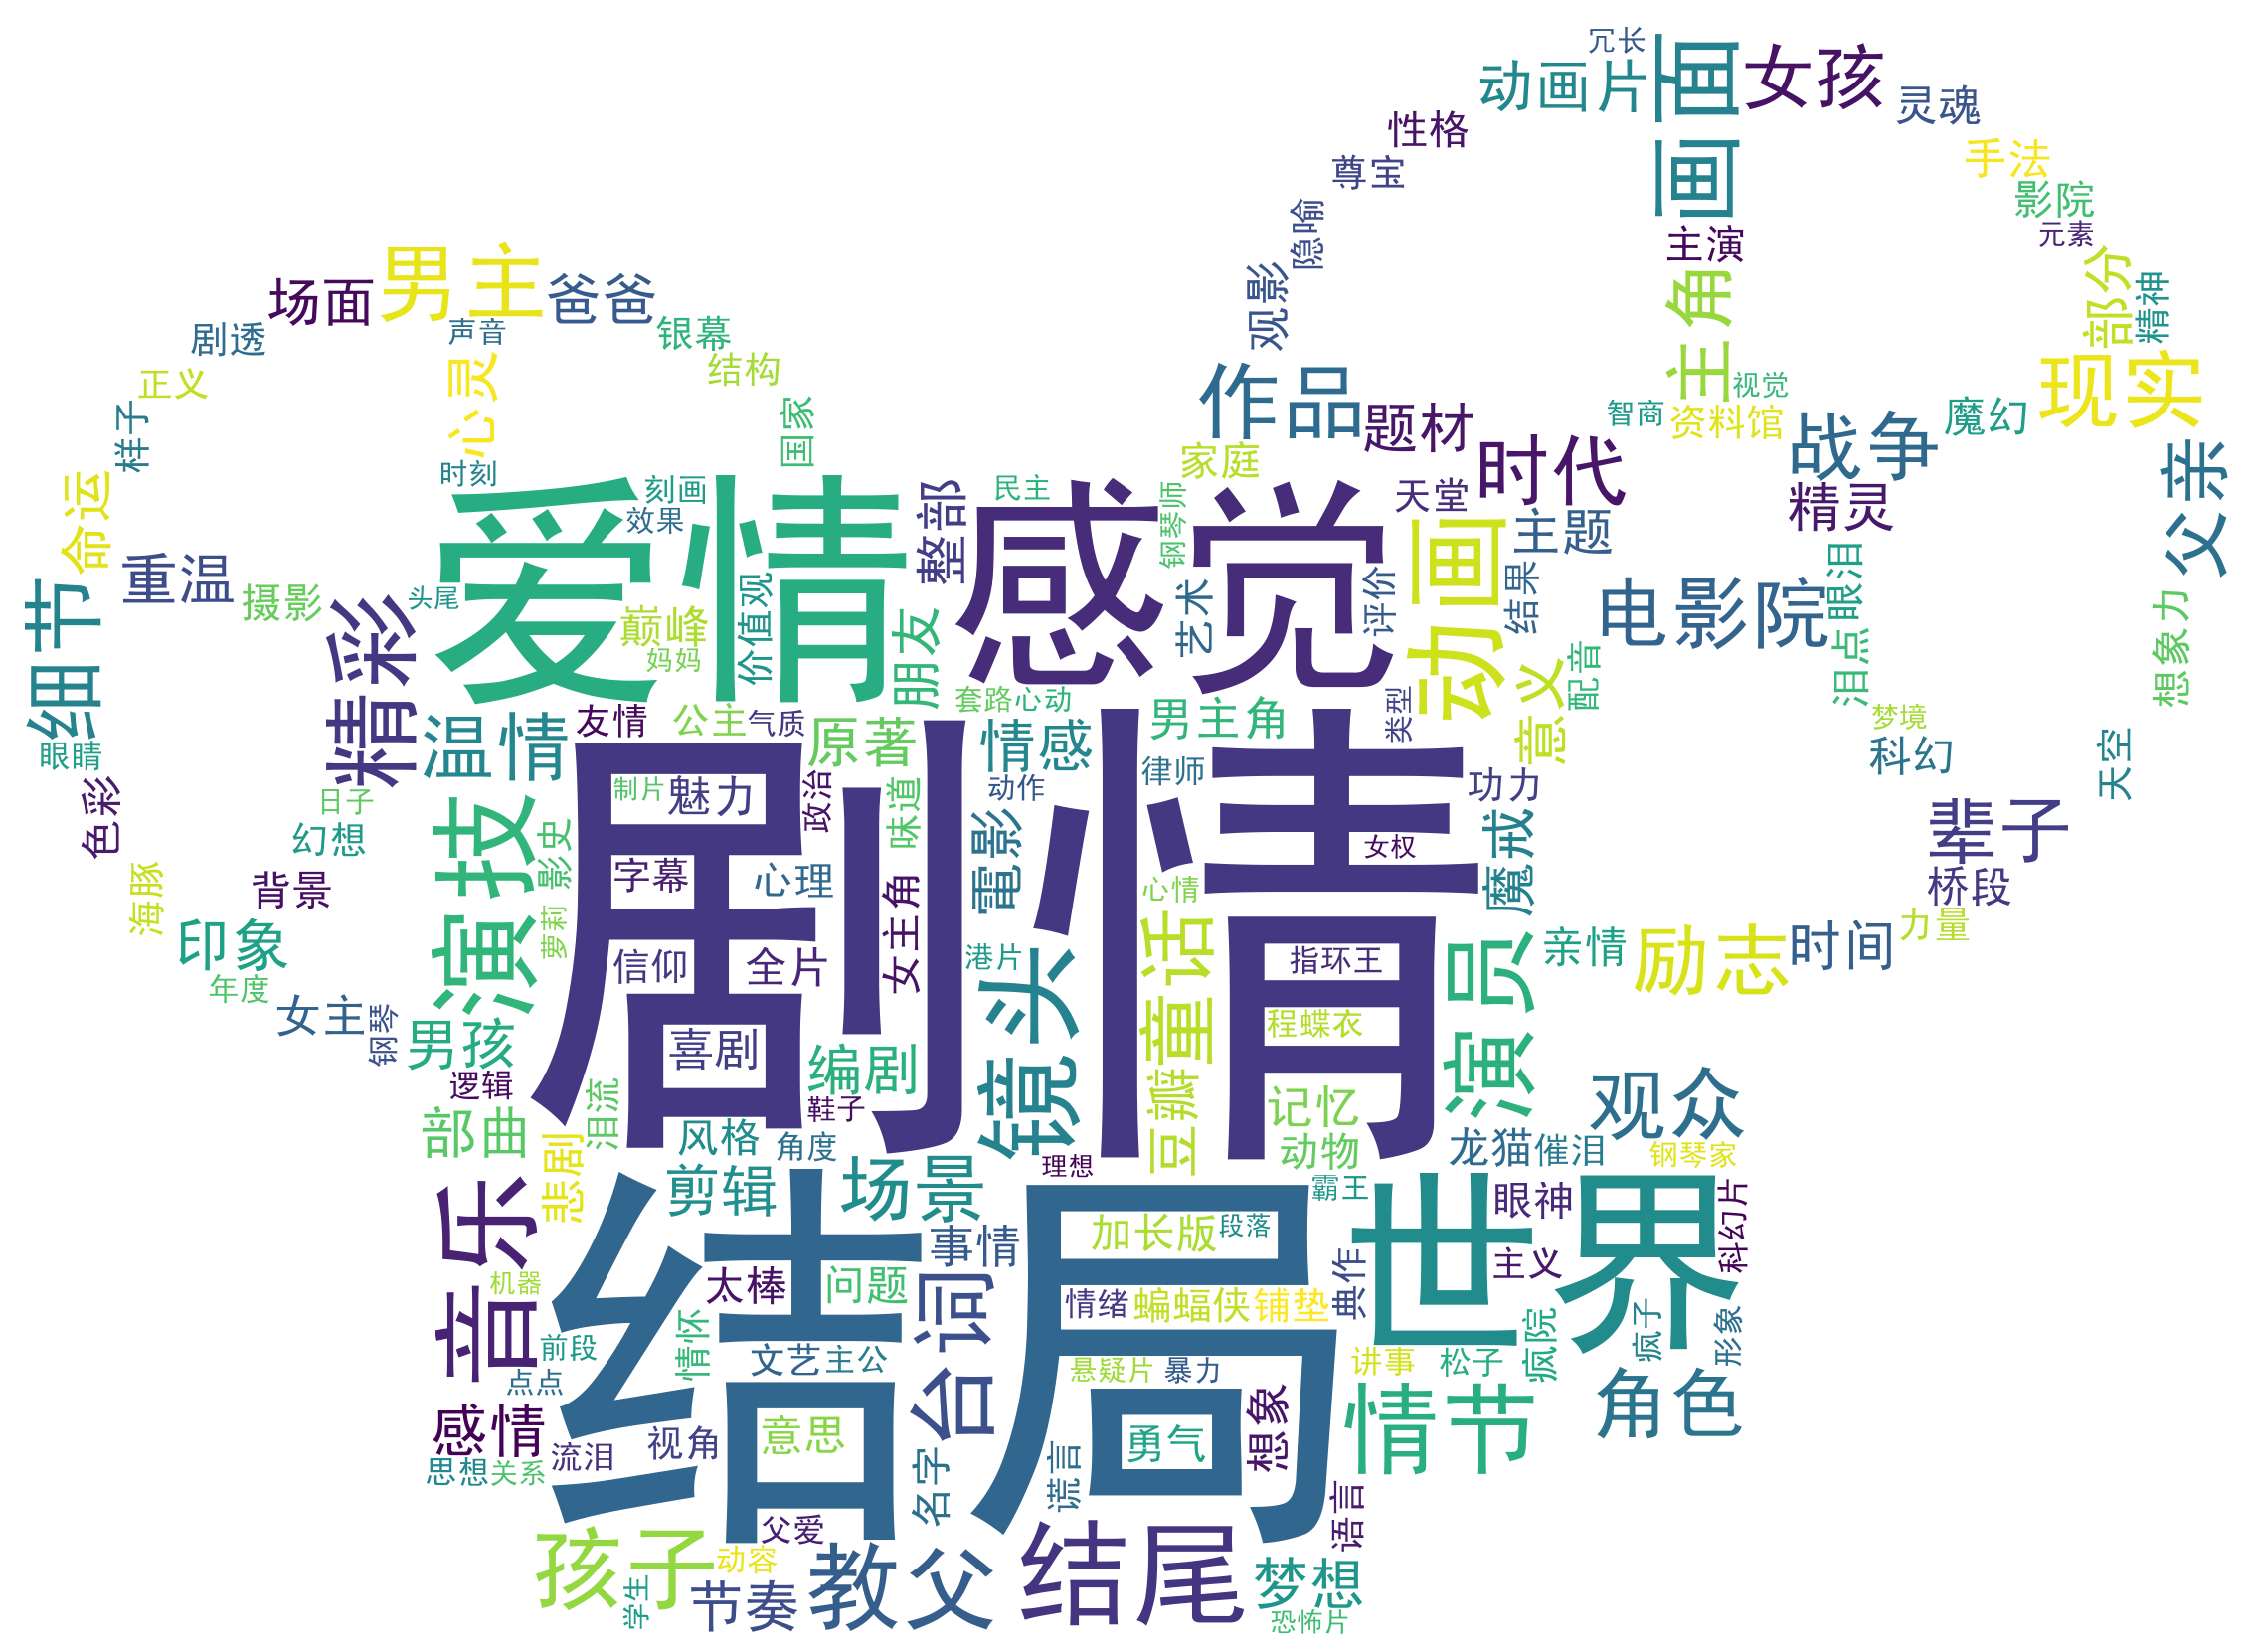 冗长
动画片
画面
女孩
灵魂
性格
手法
尊宝
影院
隐喻
元素
主演
场面
男主
爸爸
观影
主角
部分
精神
剧透
声音
银幕
正义
心灵
结构
作品
题材
视觉
智商
资料馆
魔幻
现实
样子
国家
家庭
时代
战争
父亲
命运
时刻
爱情
刻画
效果
整部
民主
感觉
钢琴师
天堂
动画
主题
精灵
重温
摄影
细节
精彩
头尾
巅峰
妈妈
价值观
朋友
艺术
评价
结果
电影院
眼泪
泪点
想象力
意义
配音
眼睛
温情
友情
公主
气质
原著
套路
心动
情感
男主角
类型
梦境
科幻
天空
色彩
日子
幻想
演技
影史
剧情
制片
魅力
政治
味道
動作
電影
律师
功力
魔戒
女权
辈子
桥段
力量
海豚
背景
印象
年度
萝莉
字幕
心理
信仰
全片
女主角
港片
镜头
心情
童话
指环王
演员
亲情
励志
时间
女主
钢琴
男孩
喜剧
编剧
鞋子
豆瓣
程蝶衣
记忆
动物
观众
逻辑
部曲
泪流
悲剧
风格
角度
剪辑
场景
理想
霸王
龙猫
催泪
钢琴家
音乐
结局
事情
加长版
段落
世界
眼神
主义
科幻片
机器
太棒
问题
台词
情绪
蝙蝠侠
铺垫
典作
前段
情怀
文艺
主公
悬疑片
暴力
讲事
松子
疯院
疯子
形象
点点
感情
流泪
视角
意思
勇气
想象
情节
角色
思想
关系
名字
谎言
语言
孩子
学生
父爱
动容
节奏
教父
结尾
梦想
恐怖片